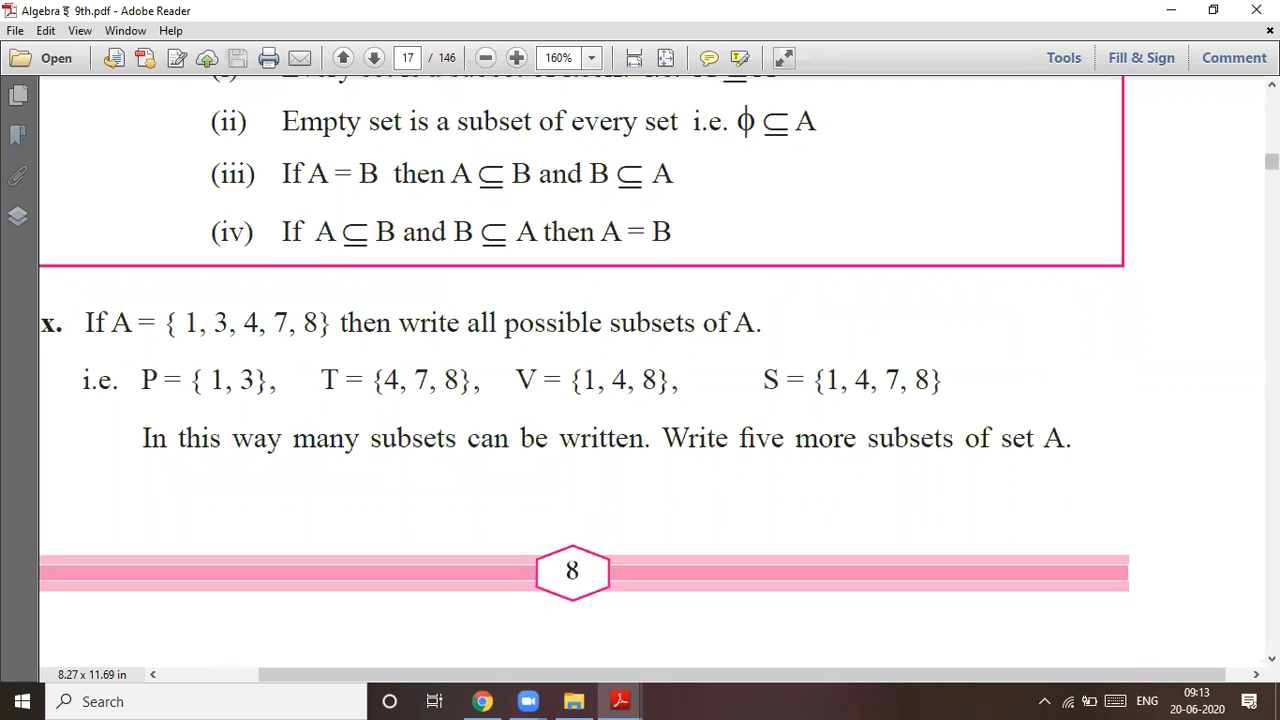 Algebra इ 9th.pdf - Adobe Reader
File Edit View Window Help
Open 17 / 146 160% Tools Fill & Sign Comment
(ii) Empty set is a subset of every set i.e. ϕ ⊆ A
(iii) If A = B then A ⊆ B and B ⊆ A
(iv) If A ⊆ B and B ⊆ A then A = B
x. If A = { 1, 3, 4, 7, 8} then write all possible subsets of A.
i.e. P = { 1, 3}, T = {4, 7, 8}, V = {1, 4, 8}, S = {1, 4, 7, 8}
In this way many subsets can be written. Write five more subsets of set A.
8
8.27 x 11.69 in
Search ENG 09:13
20-06-2020